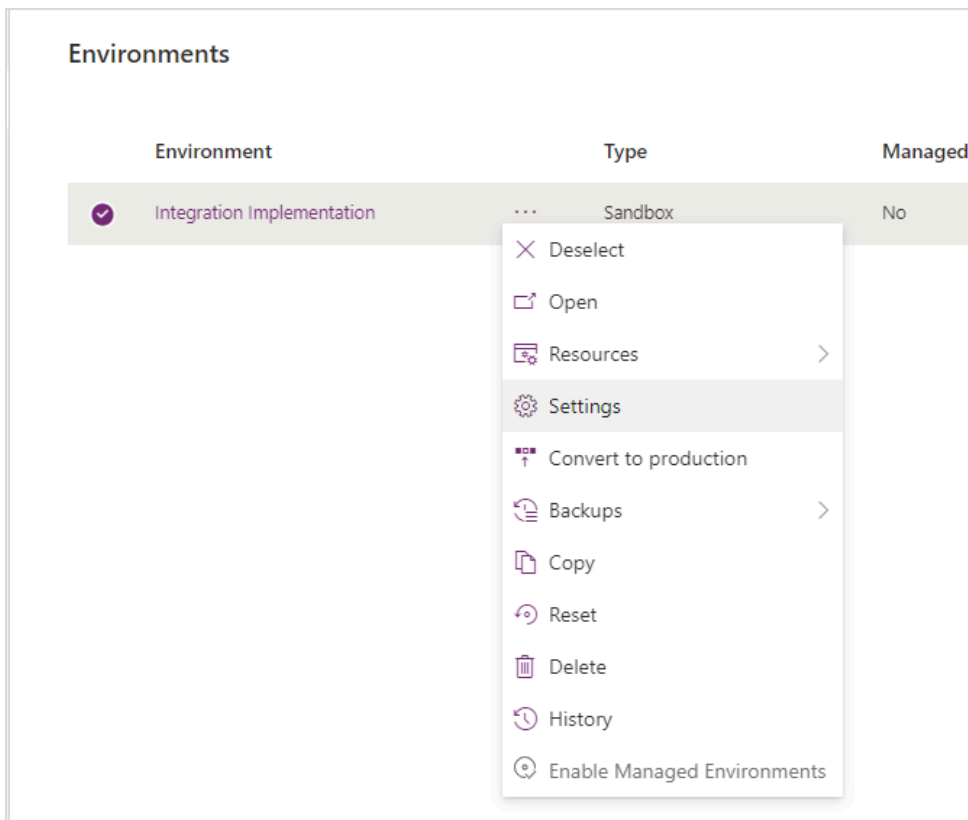 Environments
Environment Type Managed
Integration Implementation ... Sandbox No
Deselect
Open
Resources
Settings
Convert to production
Backups
Copy
Reset
Delete
History
Enable Managed Environments